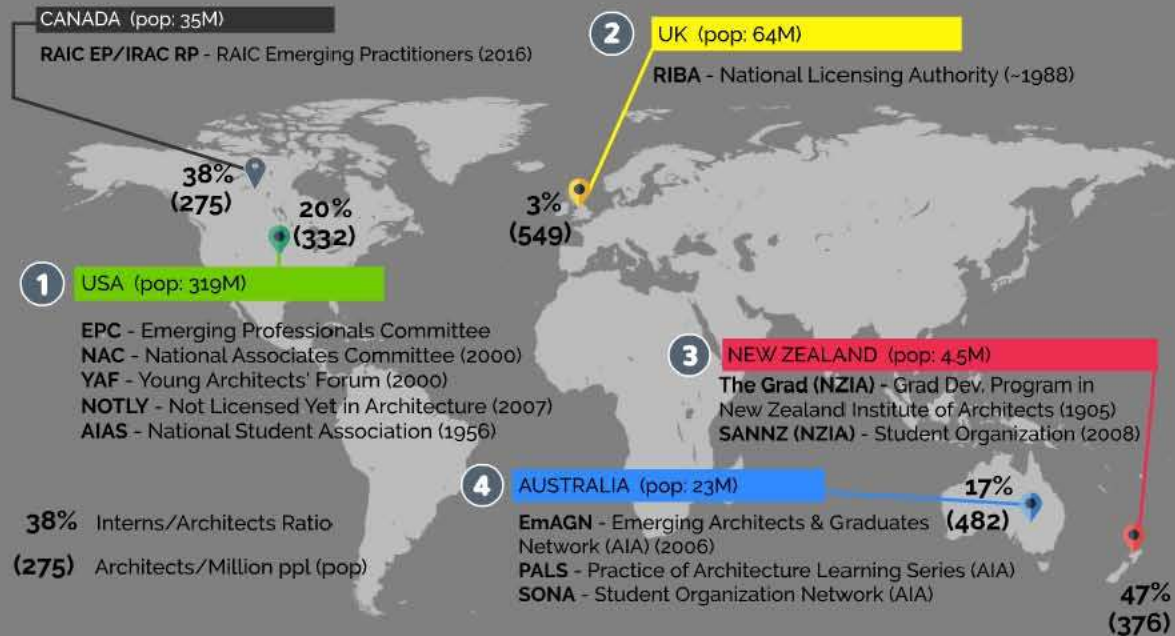 CANADA (pop: 35M)
RAIC EP/IRAC RP - RAIC Emerging Practitioners (2016)
2
UK (pop: 64M)
RIBA - National Licensing Authority (~1988)
38%
(275)
20%
(332)
3%
(549)
1
USA (pop: 319M)
EPC - Emerging Professionals Committee
NAC - National Associates Committee (2000)
YAF - Young Architects' Forum (2000)
NOTLY - Not Licensed Yet in Architecture (2007)
AIAS - National Student Association (1956)
3
NEW ZEALAND (pop: 4.5M)
The Grad (NZIA) - Grad Dev. Program in
New Zealand Institute of Architects (1905)
SANNZ (NZIA) - Student Organization (2008)
4
AUSTRALIA (pop: 23M)
17%
(482)
EmAGN - Emerging Architects & Graduates
Network (AIA) (2006)
PALS - Practice of Architecture Learning Series (AIA)
SONA - Student Organization Network (AIA)
47%
(376)
38% Interns/Architects Ratio
(275) Architects/Million ppl (pop)